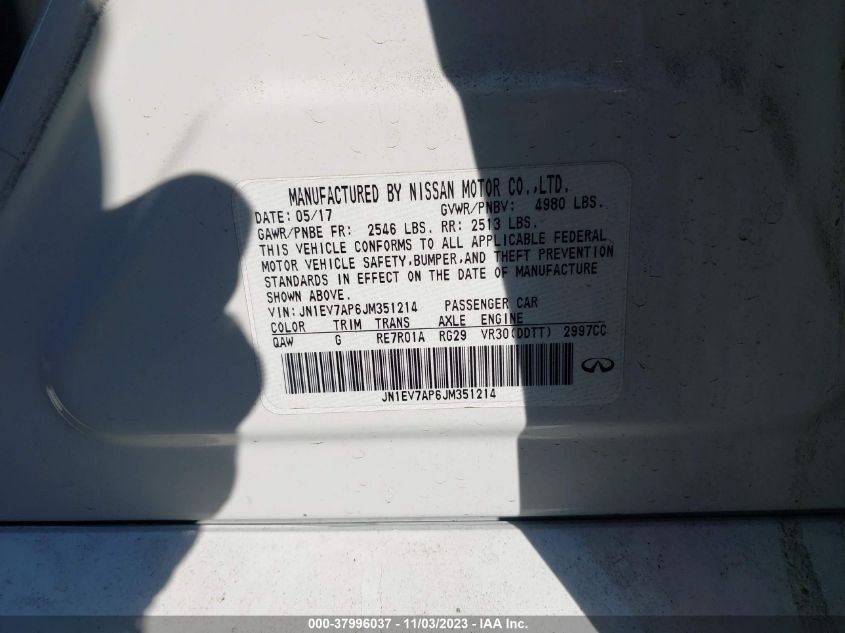 MANUFACTURED BY NISSAN MOTOR CO.,LTD.
DATE: 05/17 GVWR/PNBV: 4980 LBS.
GAWR/PNBE FR: 2546 LBS. RR: 2513 LBS.
THIS VEHICLE CONFORMS TO ALL APPLICABLE FEDERAL
MOTOR VEHICLE SAFETY,BUMPER,AND THEFT PREVENTION
STANDARDS IN EFFECT ON THE DATE OF MANUFACTURE
SHOWN ABOVE.
VIN: JN1EV7AP6JM351214 PASSENGER CAR
COLOR TRIM TRANS AXLE ENGINE
QAW G RE7R01A RG29 VR30(DDTT) 2997CC
JN1EV7AP6JM351214
000-37996037 - 11/03/2023 - IAA Inc.